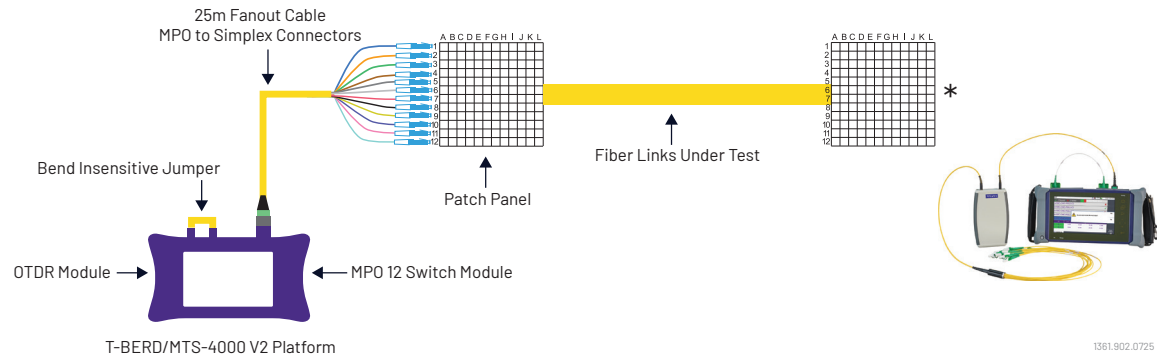 25m Fanout Cable
MPO to Simplex Connectors
A B C D E F G H I J K L
1
2
3
4
5
6
7
8
9
10
11
12
A B C D E F G H I J K L
1
2
3
4
5
6
7
8
9
10
11
12
*
Fiber Links Under Test
Bend Insensitive Jumper
Patch Panel
OTDR Module
MPO 12 Switch Module
T-BERD/MTS-4000 V2 Platform
1361.902.0725